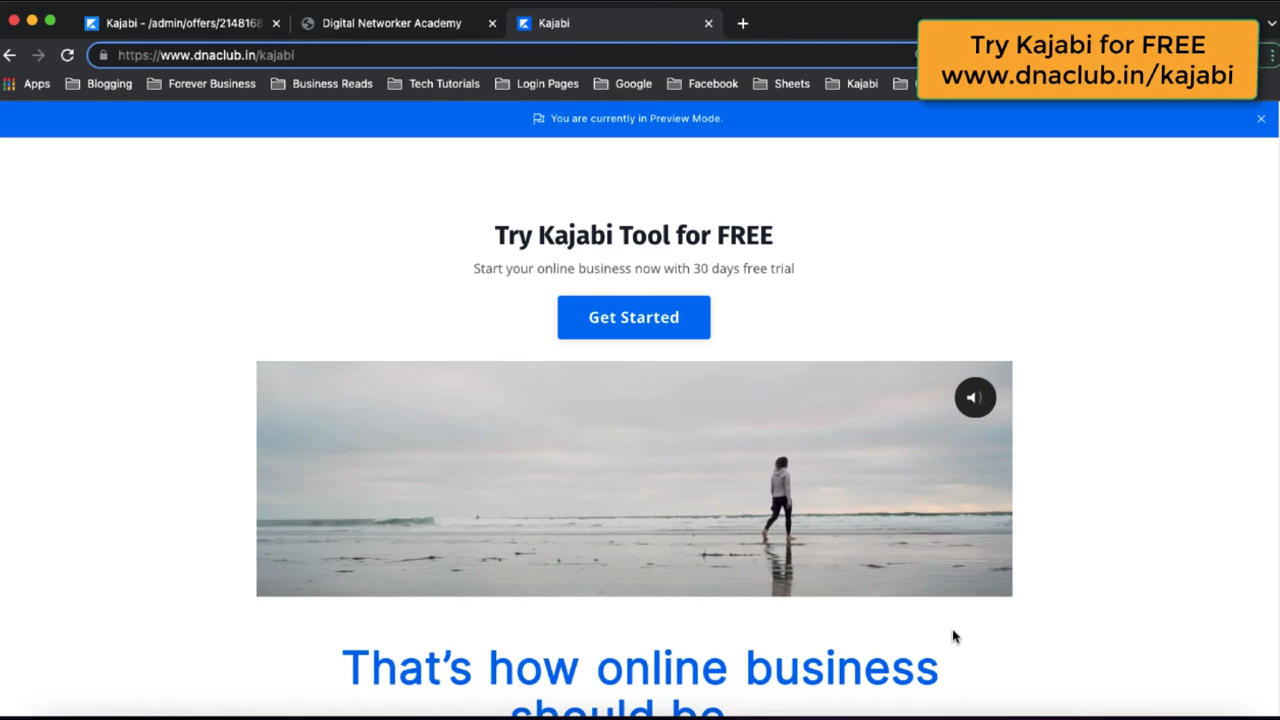 Kajabi - /admin/offers/2148168
Digital Networker Academy
Kajabi
Try Kajabi for FREE
www.dnaclub.in/kajabi
https://www.dnaclub.in/kajabi
Apps
Blogging
Forever Business
Business Reads
Tech Tutorials
Login Pages
Google
Facebook
Sheets
Kajabi
You are currently in Preview Mode.
Try Kajabi Tool for FREE
Start your online business now with 30 days free trial
Get Started
That's how online business
should be